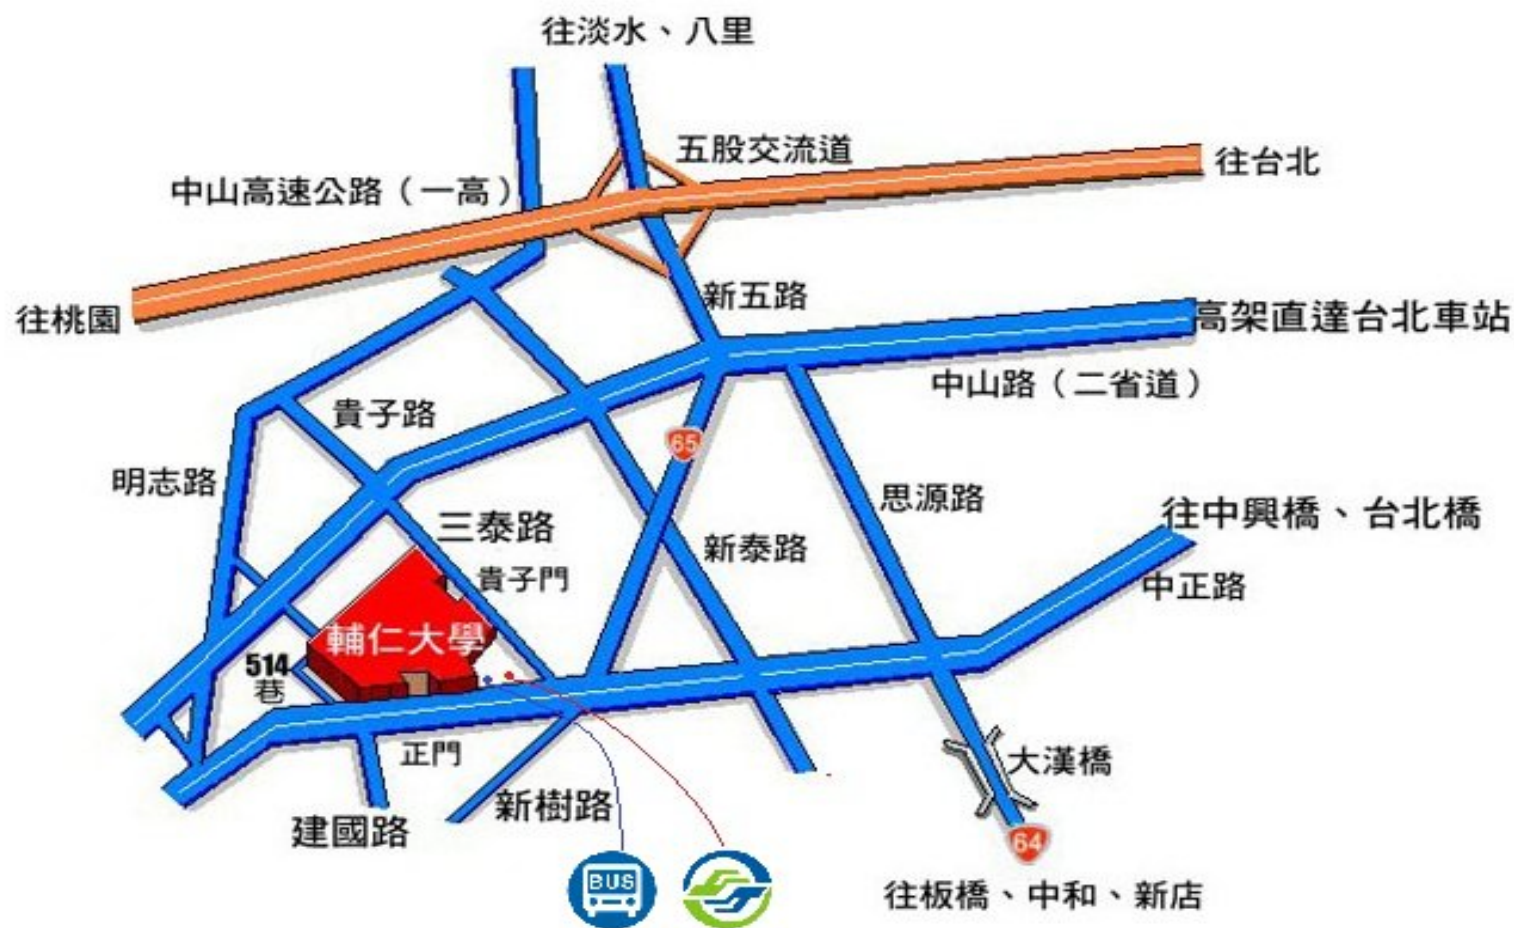 往淡水、八里
五股交流道
往台北
中山高速公路（一高）
新五路
往桃園
高架直達台北車站
中山路（二省道）
貴子路
65
明志路
思源路
往中興橋、台北橋
三泰路
新泰路
貴子門
中正路
輔仁大學
514
巷
正門
大漢橋
新樹路
建國路
64
BUS
往板橋、中和、新店